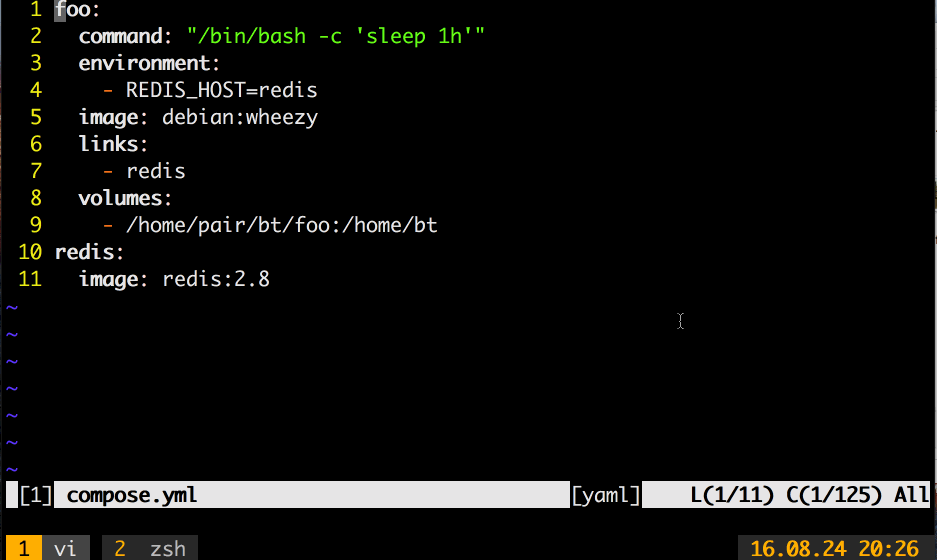 1 foo:
2   command: "/bin/bash -c 'sleep 1h'"
3   environment:
4     - REDIS_HOST=redis
5   image: debian:wheezy
6   links:
7     - redis
8   volumes:
9     - /home/pair/bt/foo:/home/bt
10 redis:
11   image: redis:2.8
~
~
~
~
~
~
~
[1] compose.yml [yaml] L(1/11) C(1/125) All
1 vi 2 zsh 16.08.24 20:26